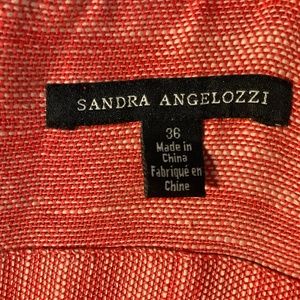 SANDRA ANGELOZZI
36
Made in
China
Fabriqué en
Chine